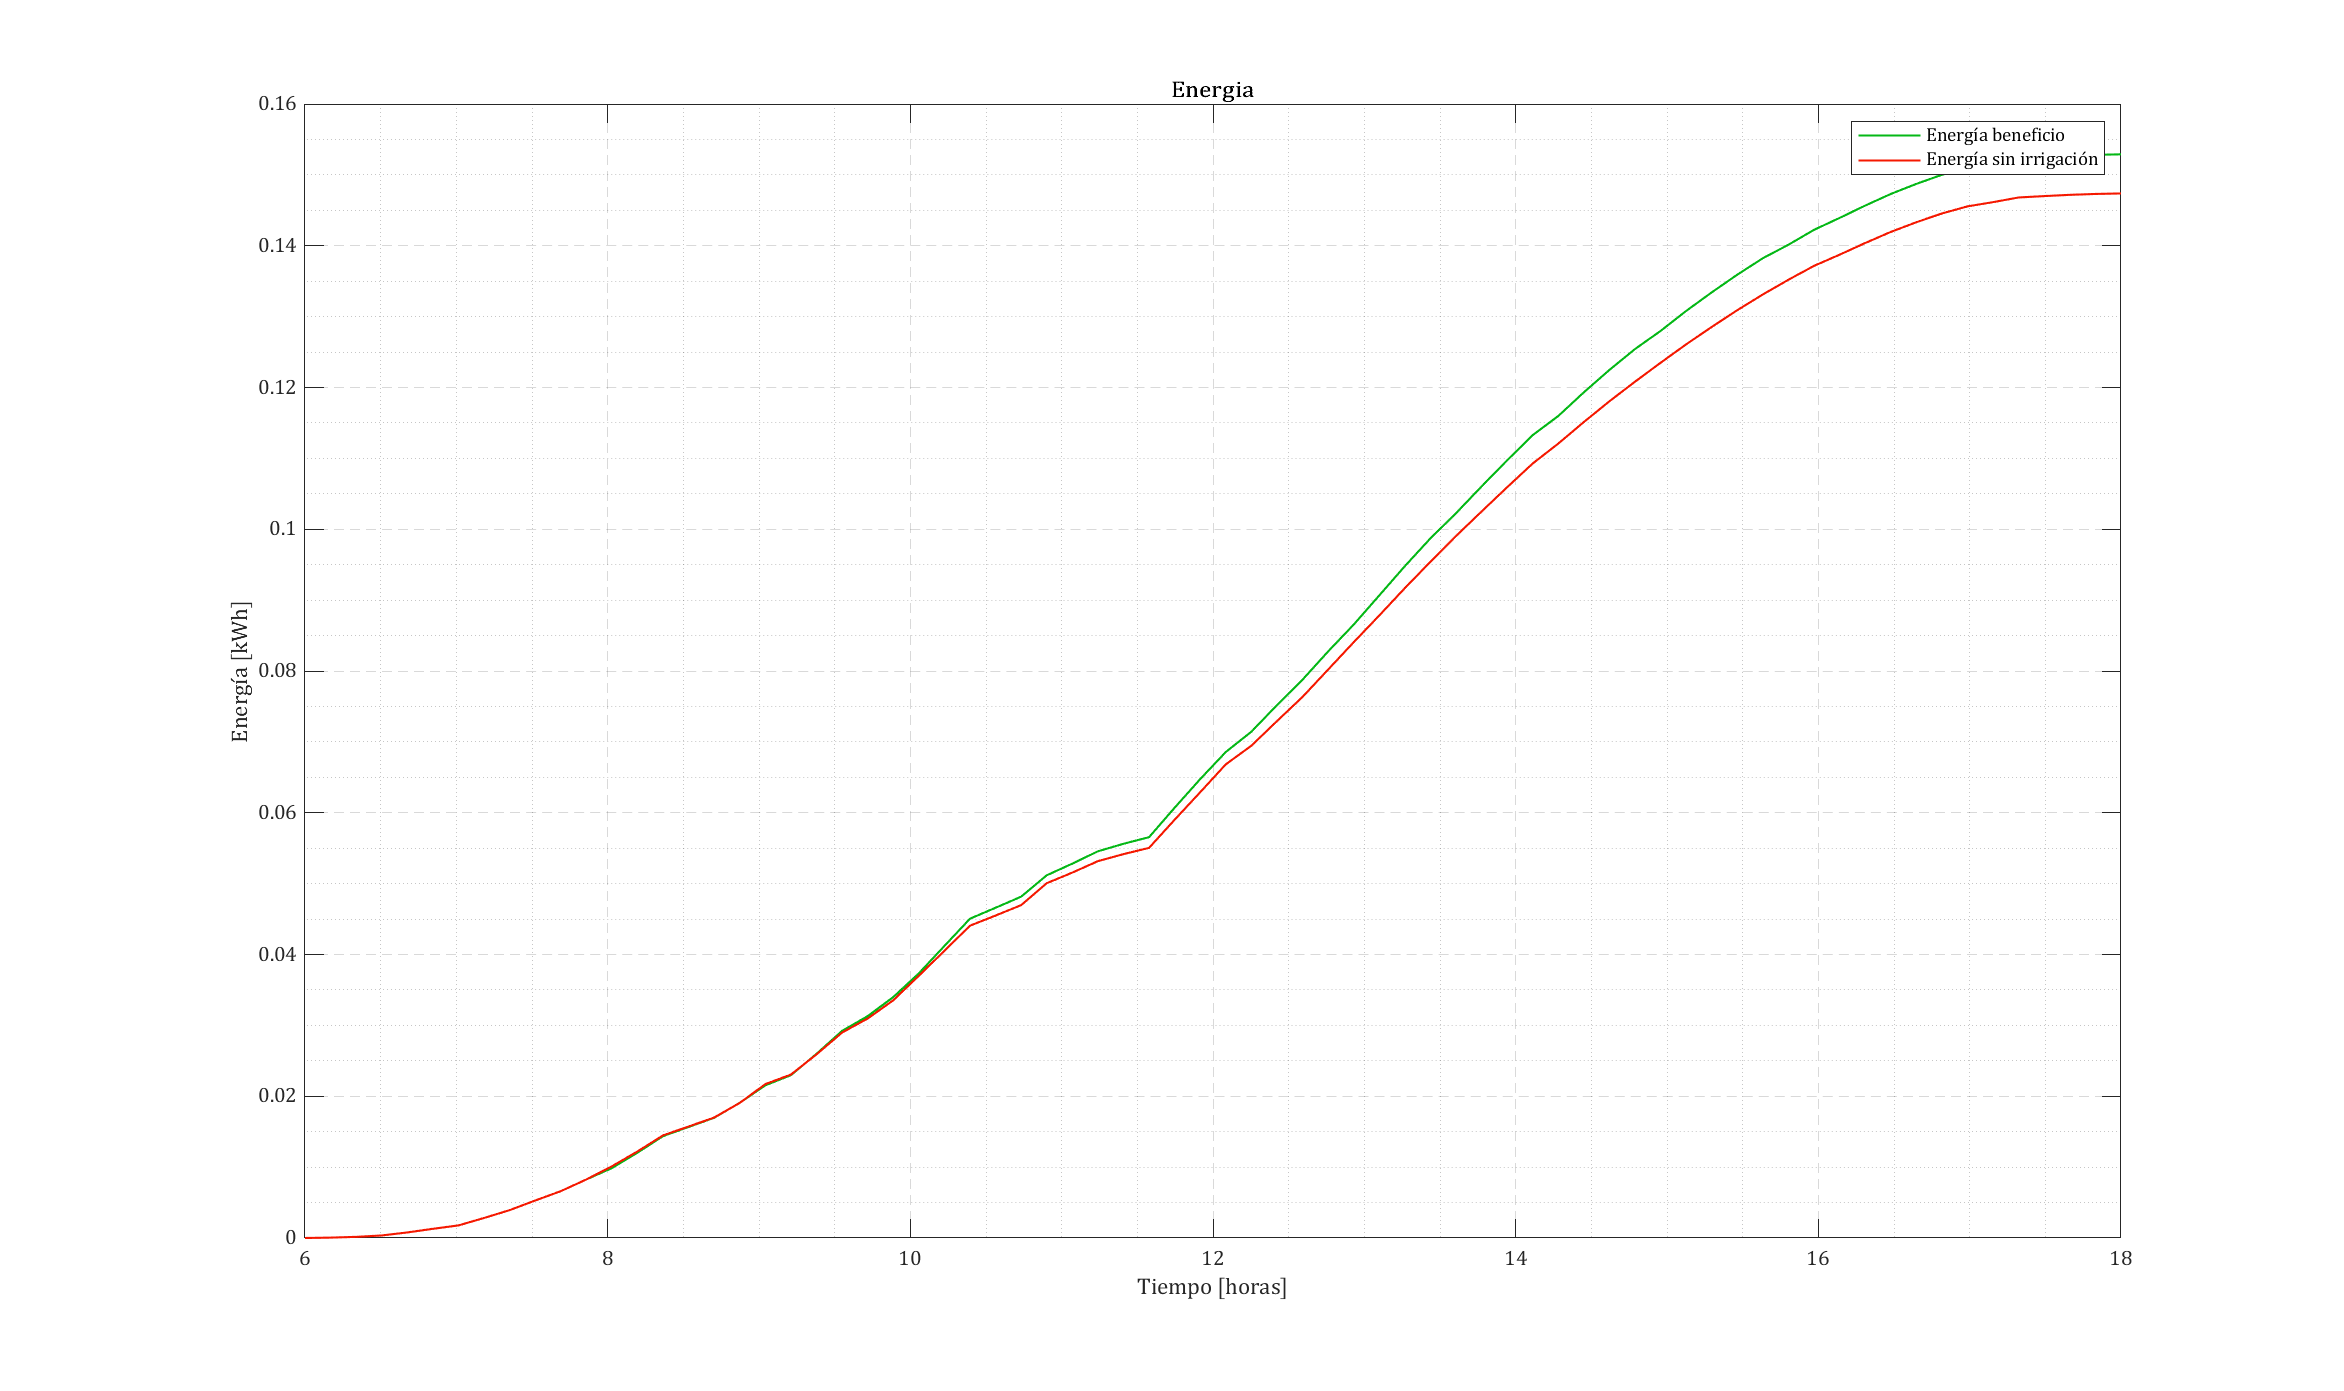 Energia
Energía beneficio
Energía sin irrigación
0.16
0.14
0.12
0.1
0.08
0.06
0.04
0.02
0
Energía [kWh]
6 8 10 12 14 16 18
Tiempo [horas]